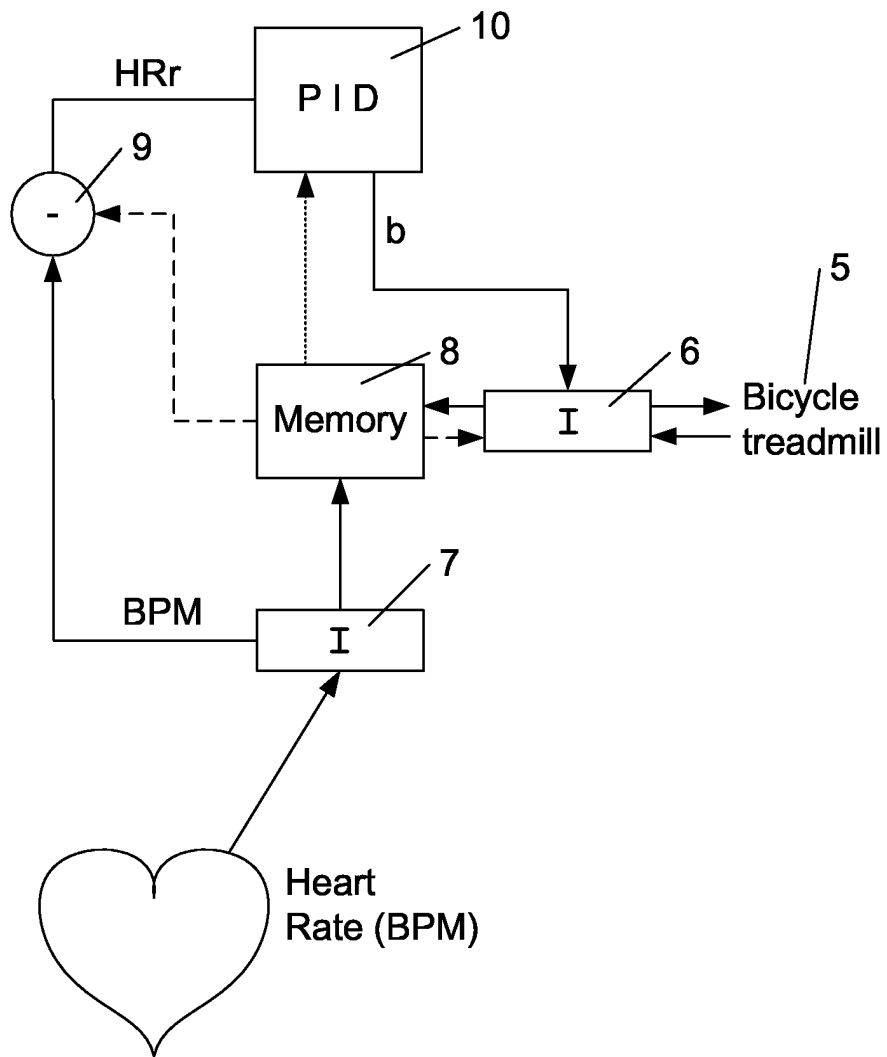 10
HRr
P I D
9
-
b
5
8
6
Bicycle
treadmill
Memory
I
7
BPM
I
Heart
Rate (BPM)